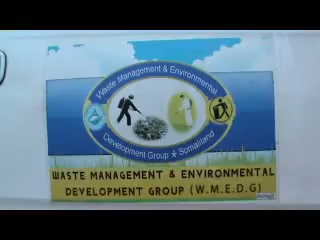 Waste Management & Environmental
Development Group ★ Somaliland
WASTE MANAGEMENT & ENVIRONMENTAL
DEVELOPMENT GROUP (W.M.E.D.G)